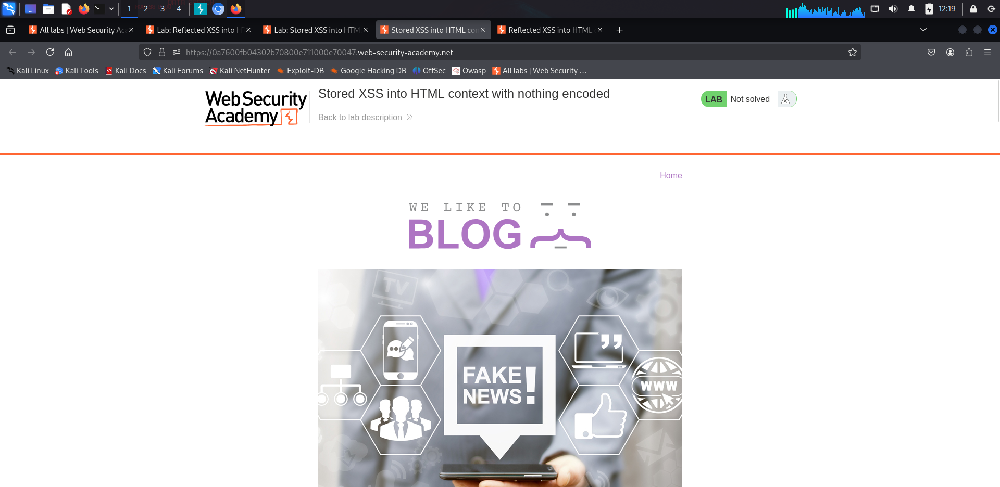 1 2 3 4 12:19
All labs | Web Security Ac Lab: Reflected XSS into HT Lab: Stored XSS into HTM Stored XSS into HTML con Reflected XSS into HTML
https://0a7600fb04302b70800e711000e70047.web-security-academy.net
Kali Linux Kali Tools Kali Docs Kali Forums Kali NetHunter Exploit-DB Google Hacking DB OffSec Owasp All labs | Web Security …
Web Security
Academy
Stored XSS into HTML context with nothing encoded
LAB Not solved
Back to lab description
Home
WE LIKE TO
BLOG
TV
FAKE
NEWS!
WWW